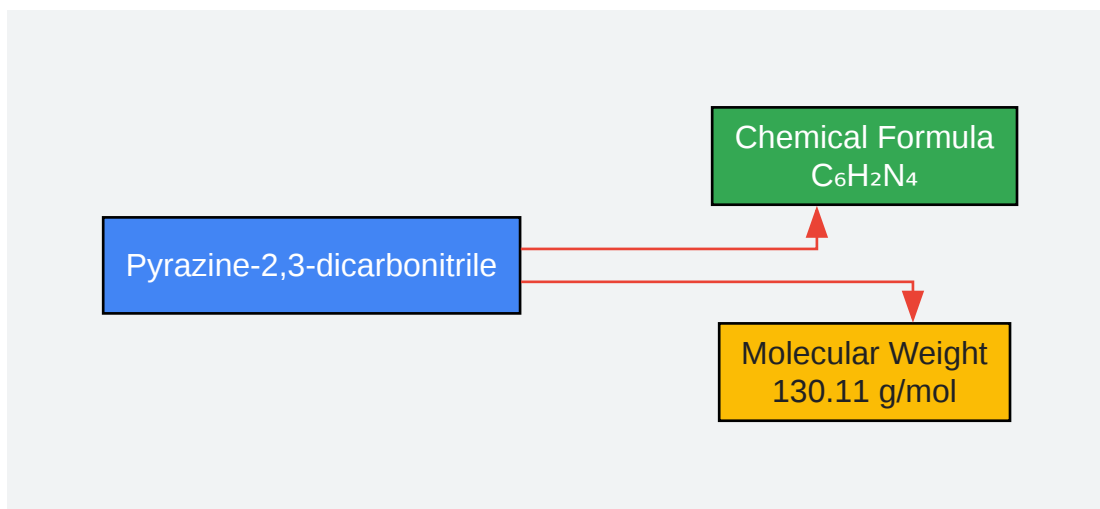 Chemical Formula
C₆H₂N₄
Pyrazine-2,3-dicarbonitrile
Molecular Weight
130.11 g/mol